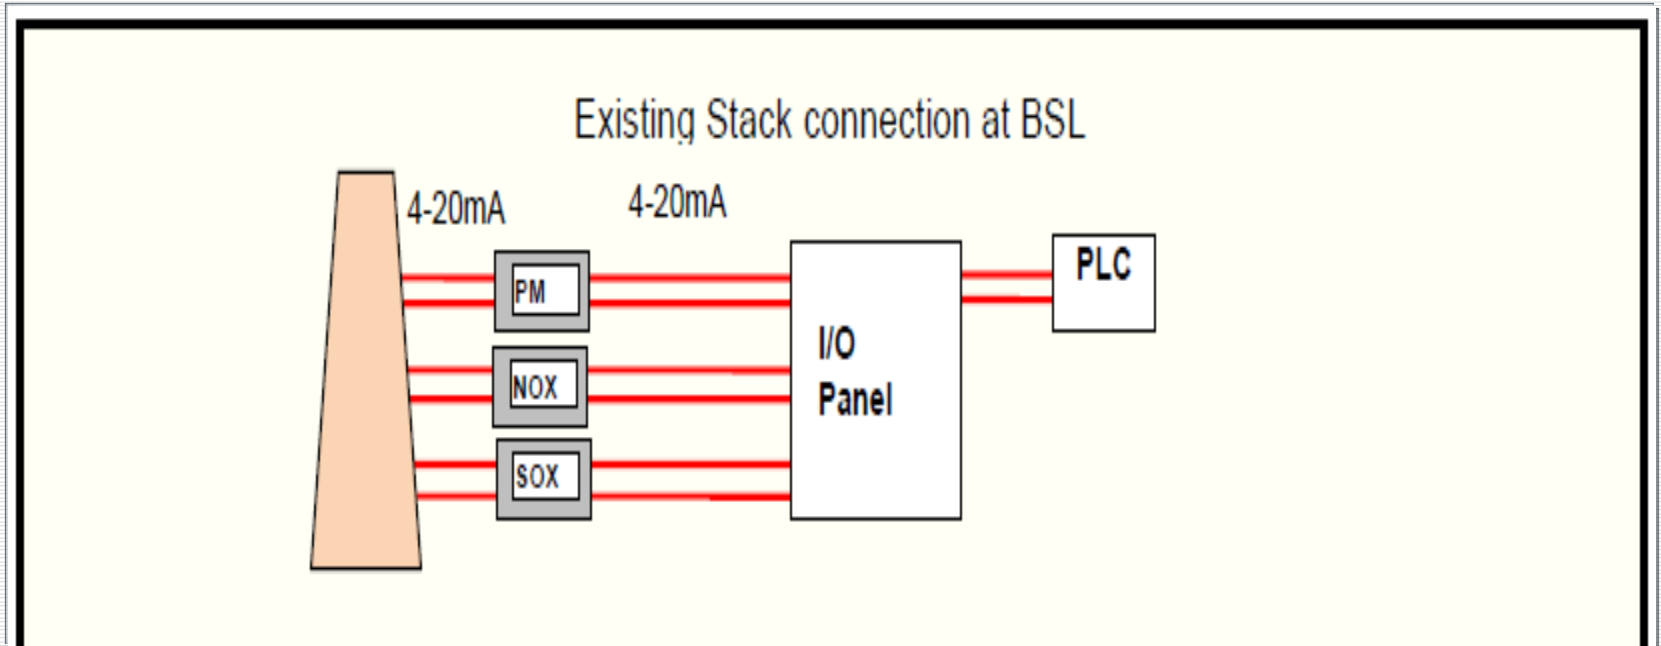 Existing Stack connection at BSL
4-20mA
4-20mA
PM
NOX
SOX
I/O
Panel
PLC